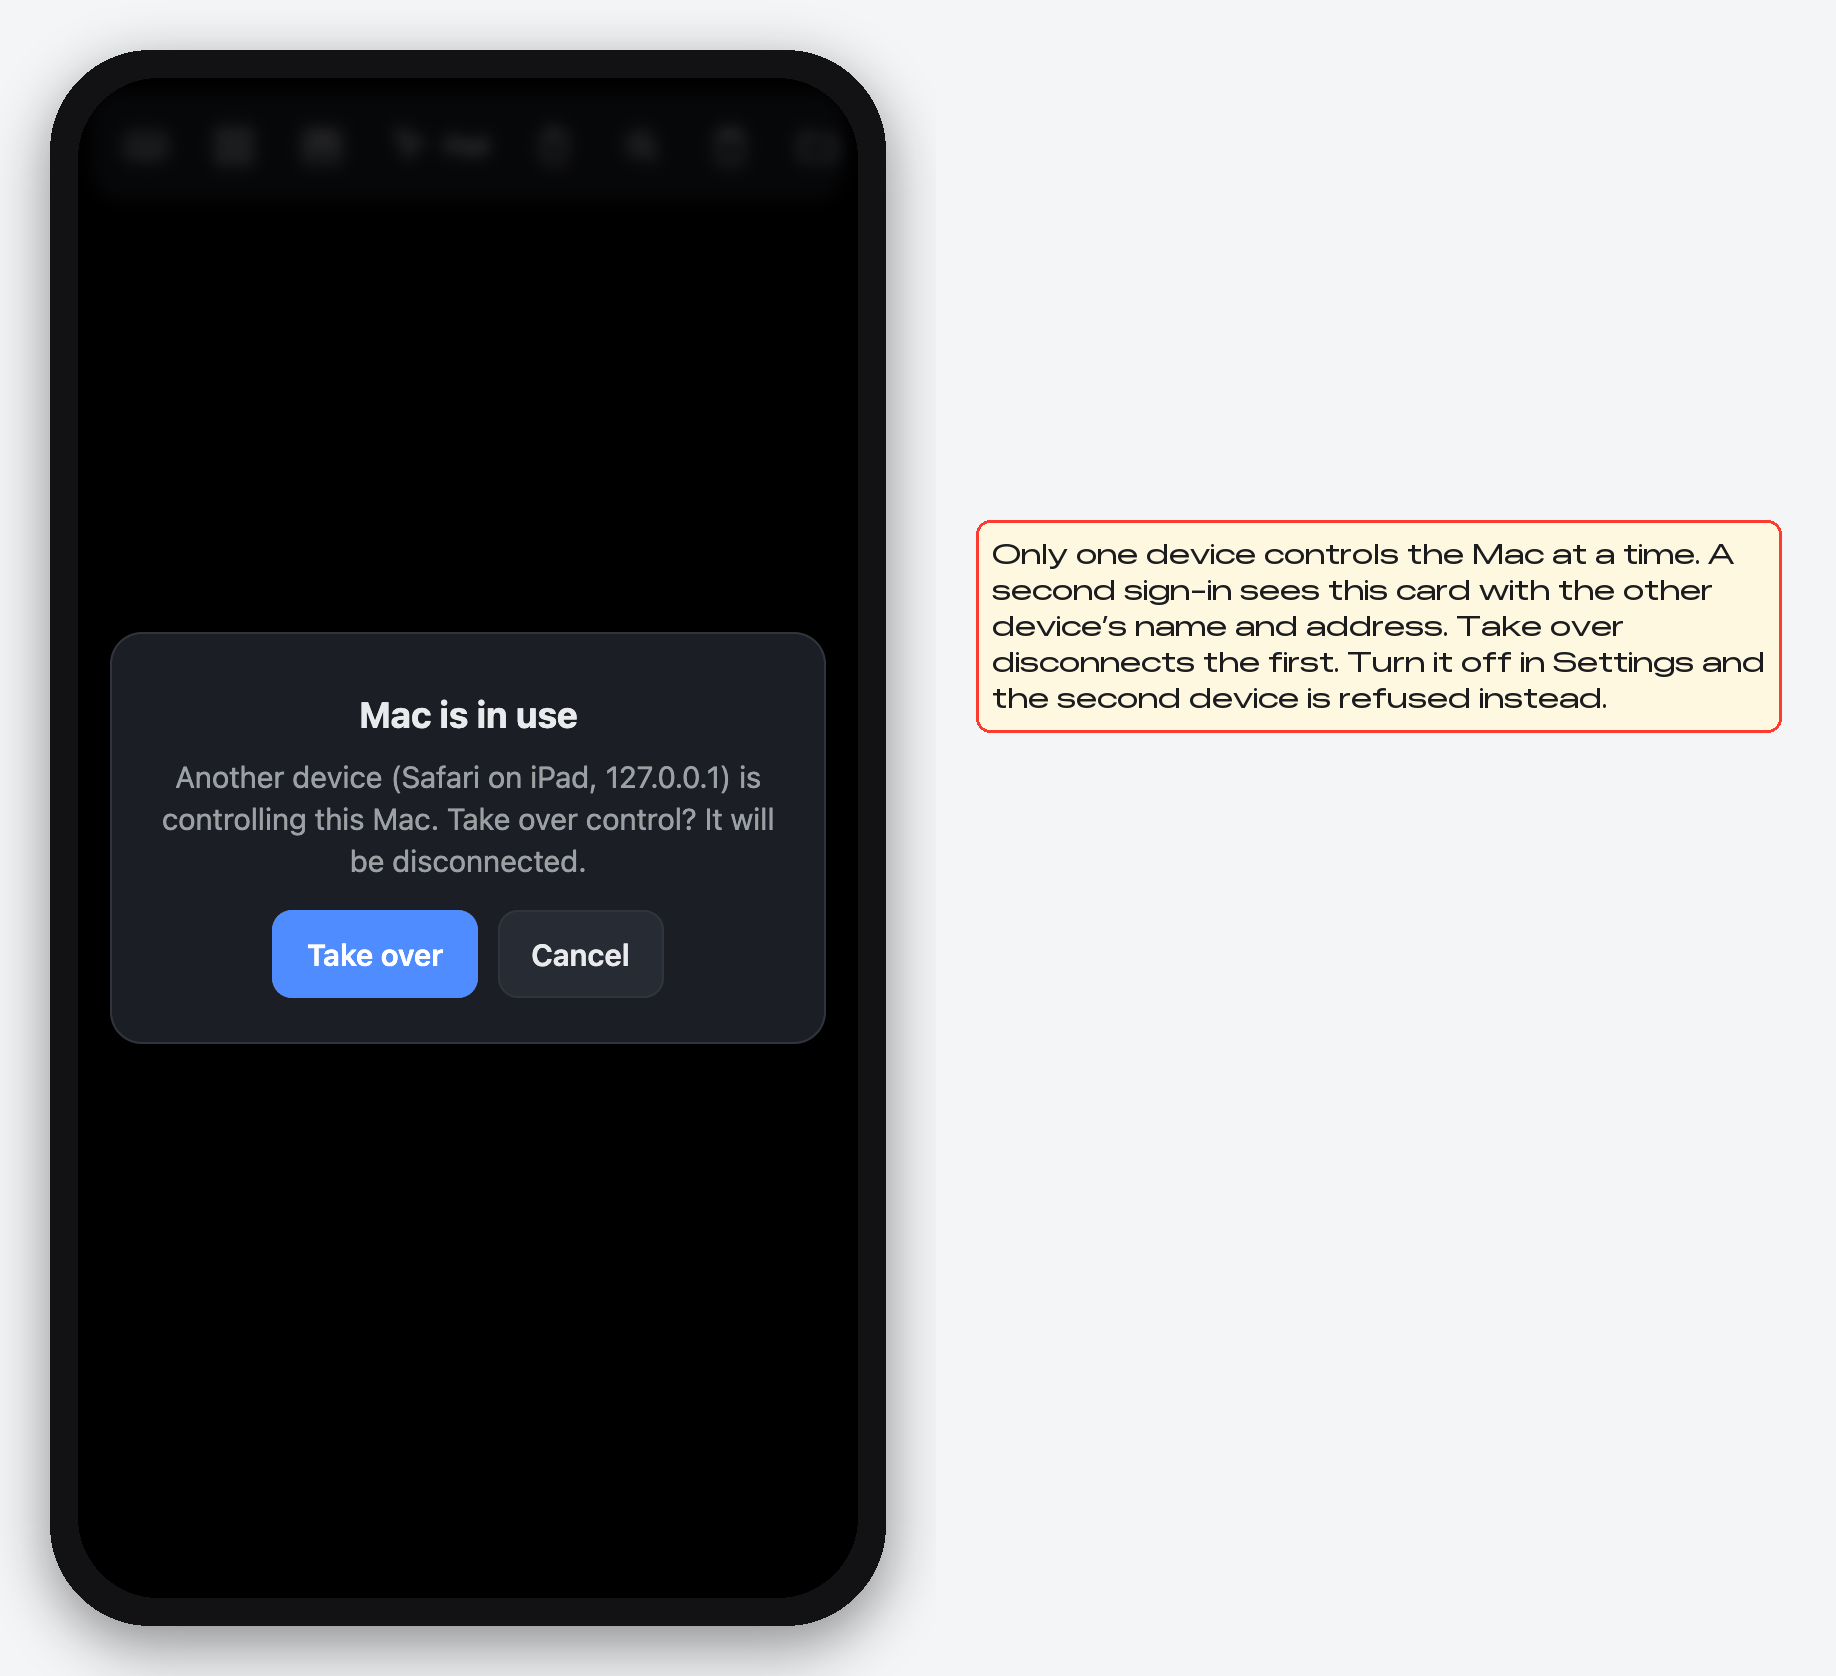 Mac is in use
Another device (Safari on iPad, 127.0.0.1) is
controlling this Mac. Take over control? It will
be disconnected.
Take over
Cancel
Only one device controls the Mac at a time. A
second sign-in sees this card with the other
device’s name and address. Take over
disconnects the first. Turn it off in Settings and
the second device is refused instead.